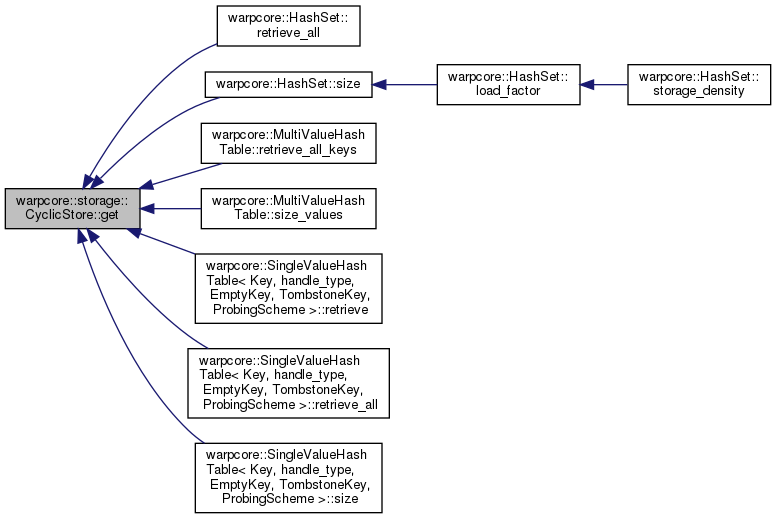 warpcore::HashSet::
retrieve_all
warpcore::HashSet::size
warpcore::HashSet::
load_factor
warpcore::HashSet::
storage_density
warpcore::MultiValueHash
Table::retrieve_all_keys
warpcore::storage::
CyclicStore::get
warpcore::MultiValueHash
Table::size_values
warpcore::SingleValueHash
Table< Key, handle_type,
EmptyKey, TombstoneKey,
ProbingScheme >::retrieve
warpcore::SingleValueHash
Table< Key, handle_type,
EmptyKey, TombstoneKey,
ProbingScheme >::retrieve_all
warpcore::SingleValueHash
Table< Key, handle_type,
EmptyKey, TombstoneKey,
ProbingScheme >::size